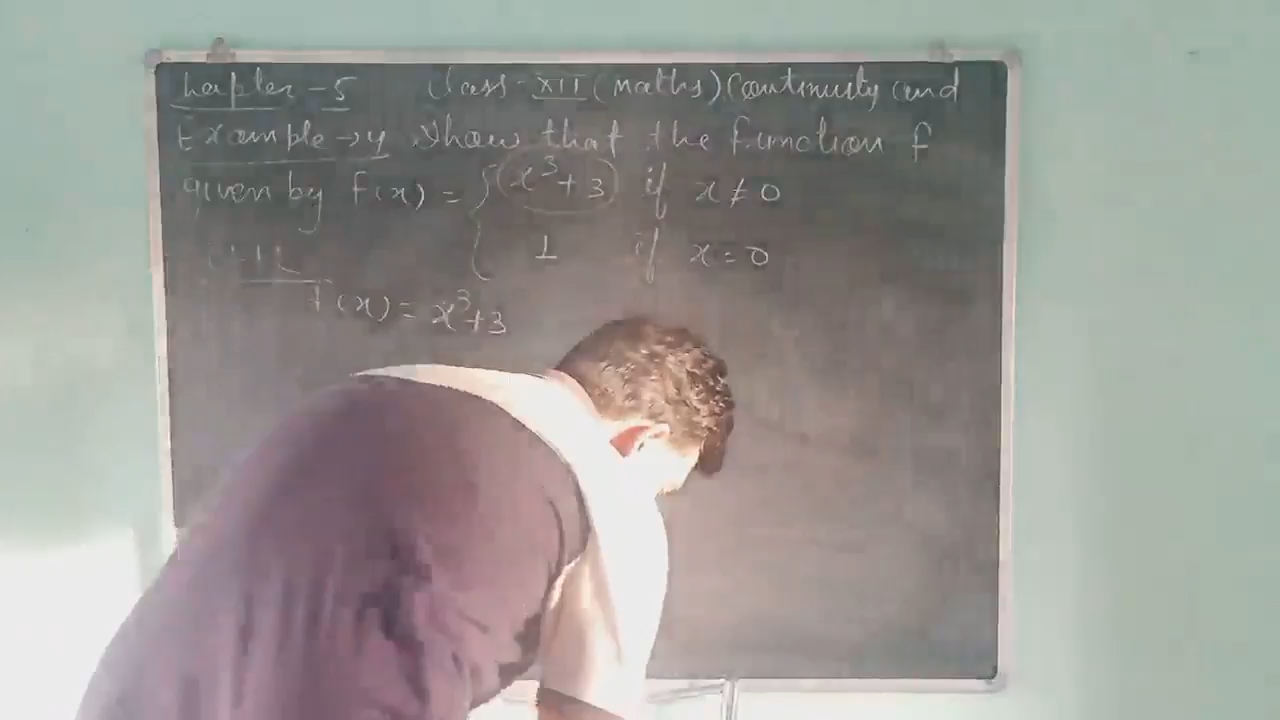 hapter - 5 Class - XII (Maths) Continuity and
Example → 4 Show that the function f
given by f(x) = { x³+3 if x ≠ 0
1 if x = 0
f(x) = x³+3